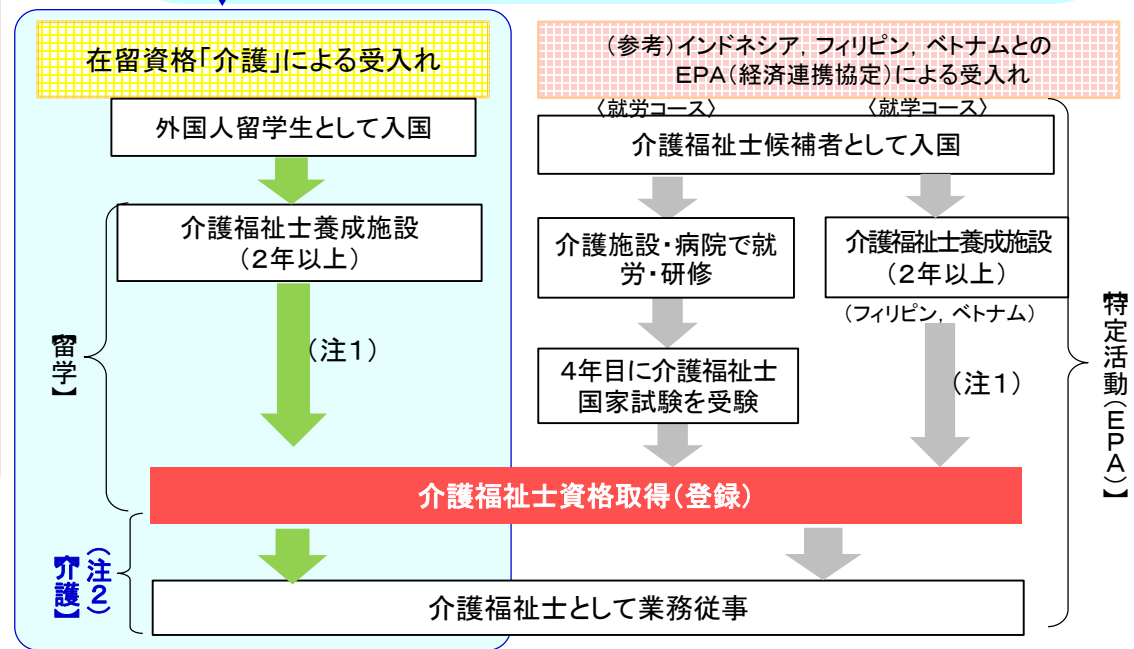 在留資格「介護」による受入れ
外国人留学生として入国
介護福祉士養成施設
(2年以上)
(注1)
【留学】
(参考)インドネシア,フィリピン,ベトナムとの
EPA(経済連携協定)による受入れ
〈就労コース〉
〈就学コース〉
介護福祉士候補者として入国
介護施設・病院で就
労・研修
4年目に介護福祉士
国家試験を受験
介護福祉士養成施設
(2年以上)
(フィリピン,ベトナム)
(注1)
【特定活動(EPA)】
介護福祉士資格取得(登録)
(注2)
【介護】
介護福祉士として業務従事